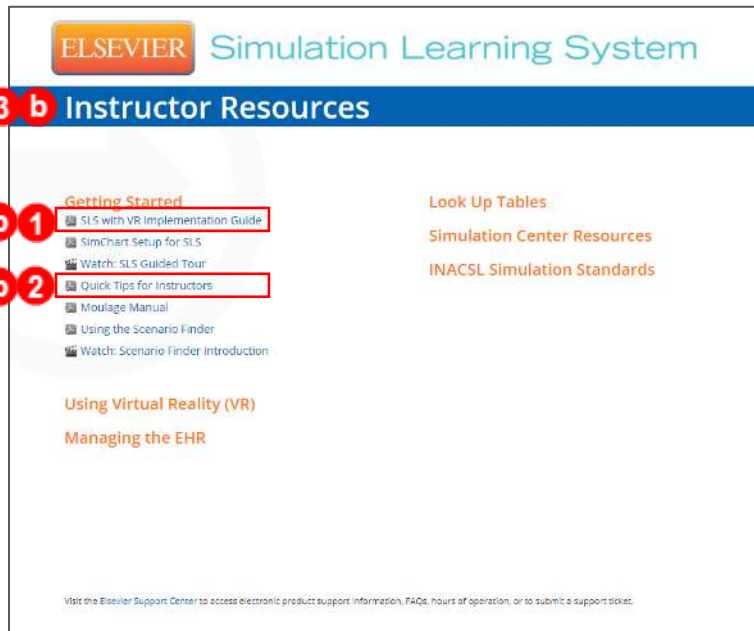 ELSEVIER Simulation Learning System
3 b Instructor Resources
Getting Started
b 1 SLS with VR Implementation Guide
SimChart Setup for SLS
Watch: SLS Guided Tour
b 2 Quick Tips for Instructors
Moulage Manual
Using the Scenario Finder
Watch: Scenario Finder Introduction
Using Virtual Reality (VR)
Managing the EHR
Look Up Tables
Simulation Center Resources
INACSL Simulation Standards
Visit the Elsevier Support Center to access electronic product support information, FAQs, hours of operation, or to submit a support ticket.